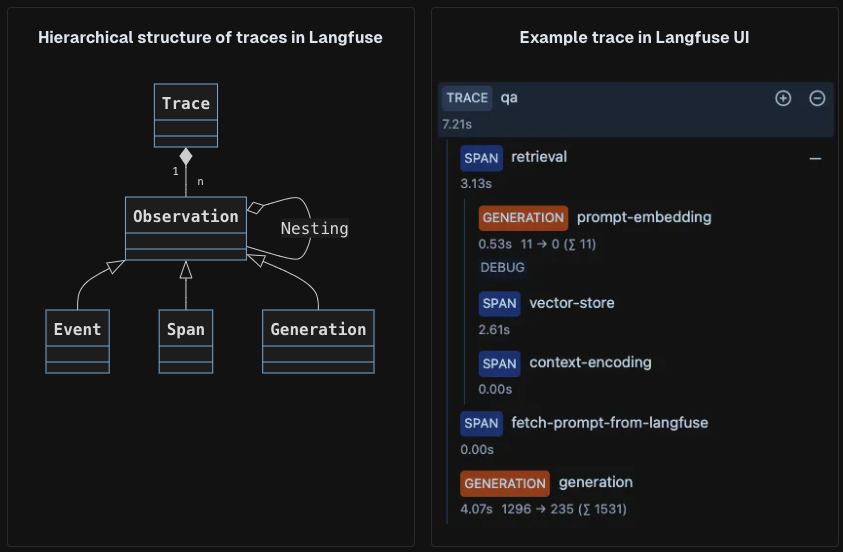 Hierarchical structure of traces in Langfuse
Trace
1
n
Observation
Nesting
Event
Span
Generation
Example trace in Langfuse UI
TRACE qa
7.21s
SPAN retrieval
3.13s
GENERATION prompt-embedding
0.53s 11 → 0 (∑ 11)
DEBUG
SPAN vector-store
2.61s
SPAN context-encoding
0.00s
SPAN fetch-prompt-from-langfuse
0.00s
GENERATION generation
4.07s 1296 → 235 (∑ 1531)